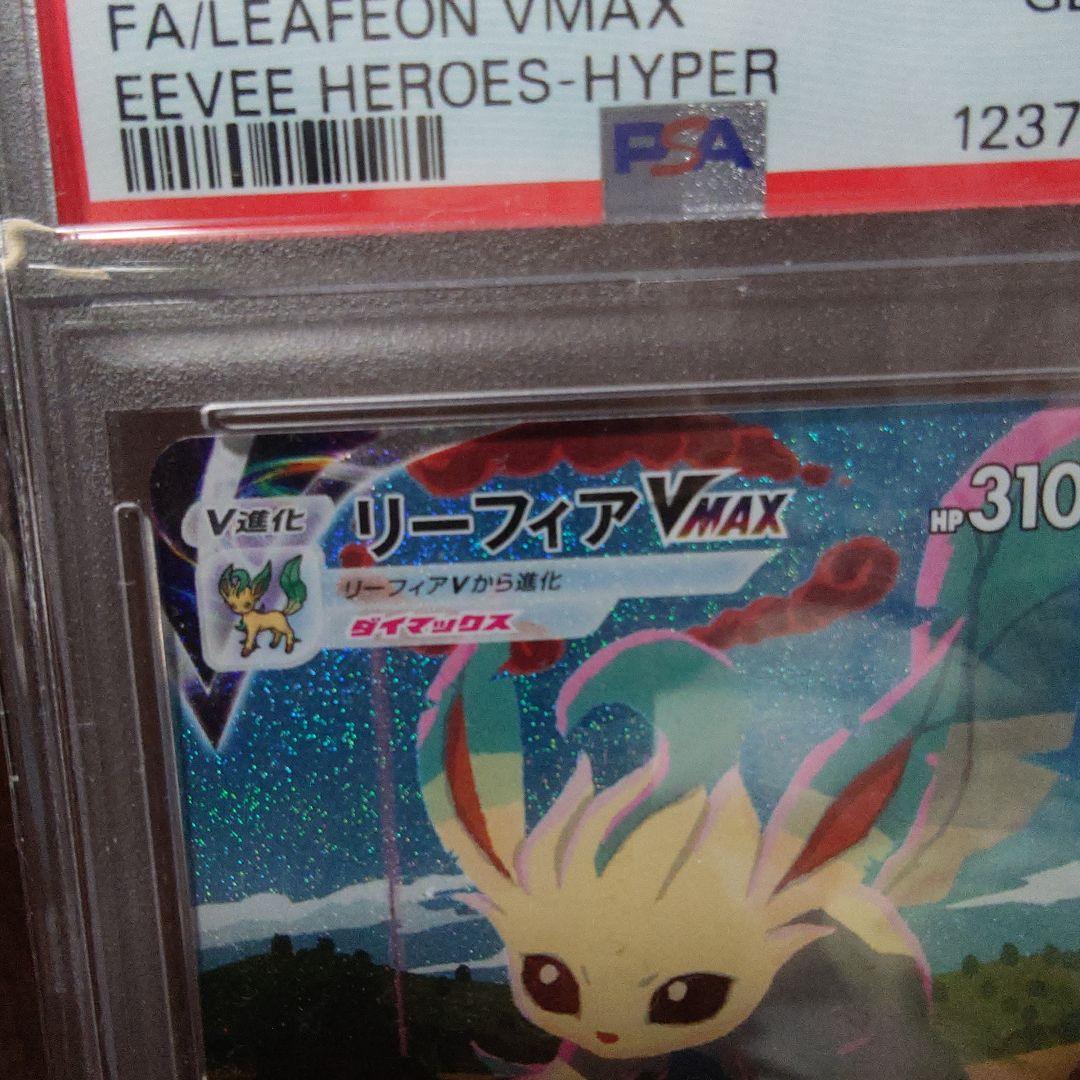 FA/LEAFEON VMAX
EEVEE HEROES-HYPER
PSA
1237
V進化
リーフィアVMAX
HP310
リーフィアVから進化
ダイマックス